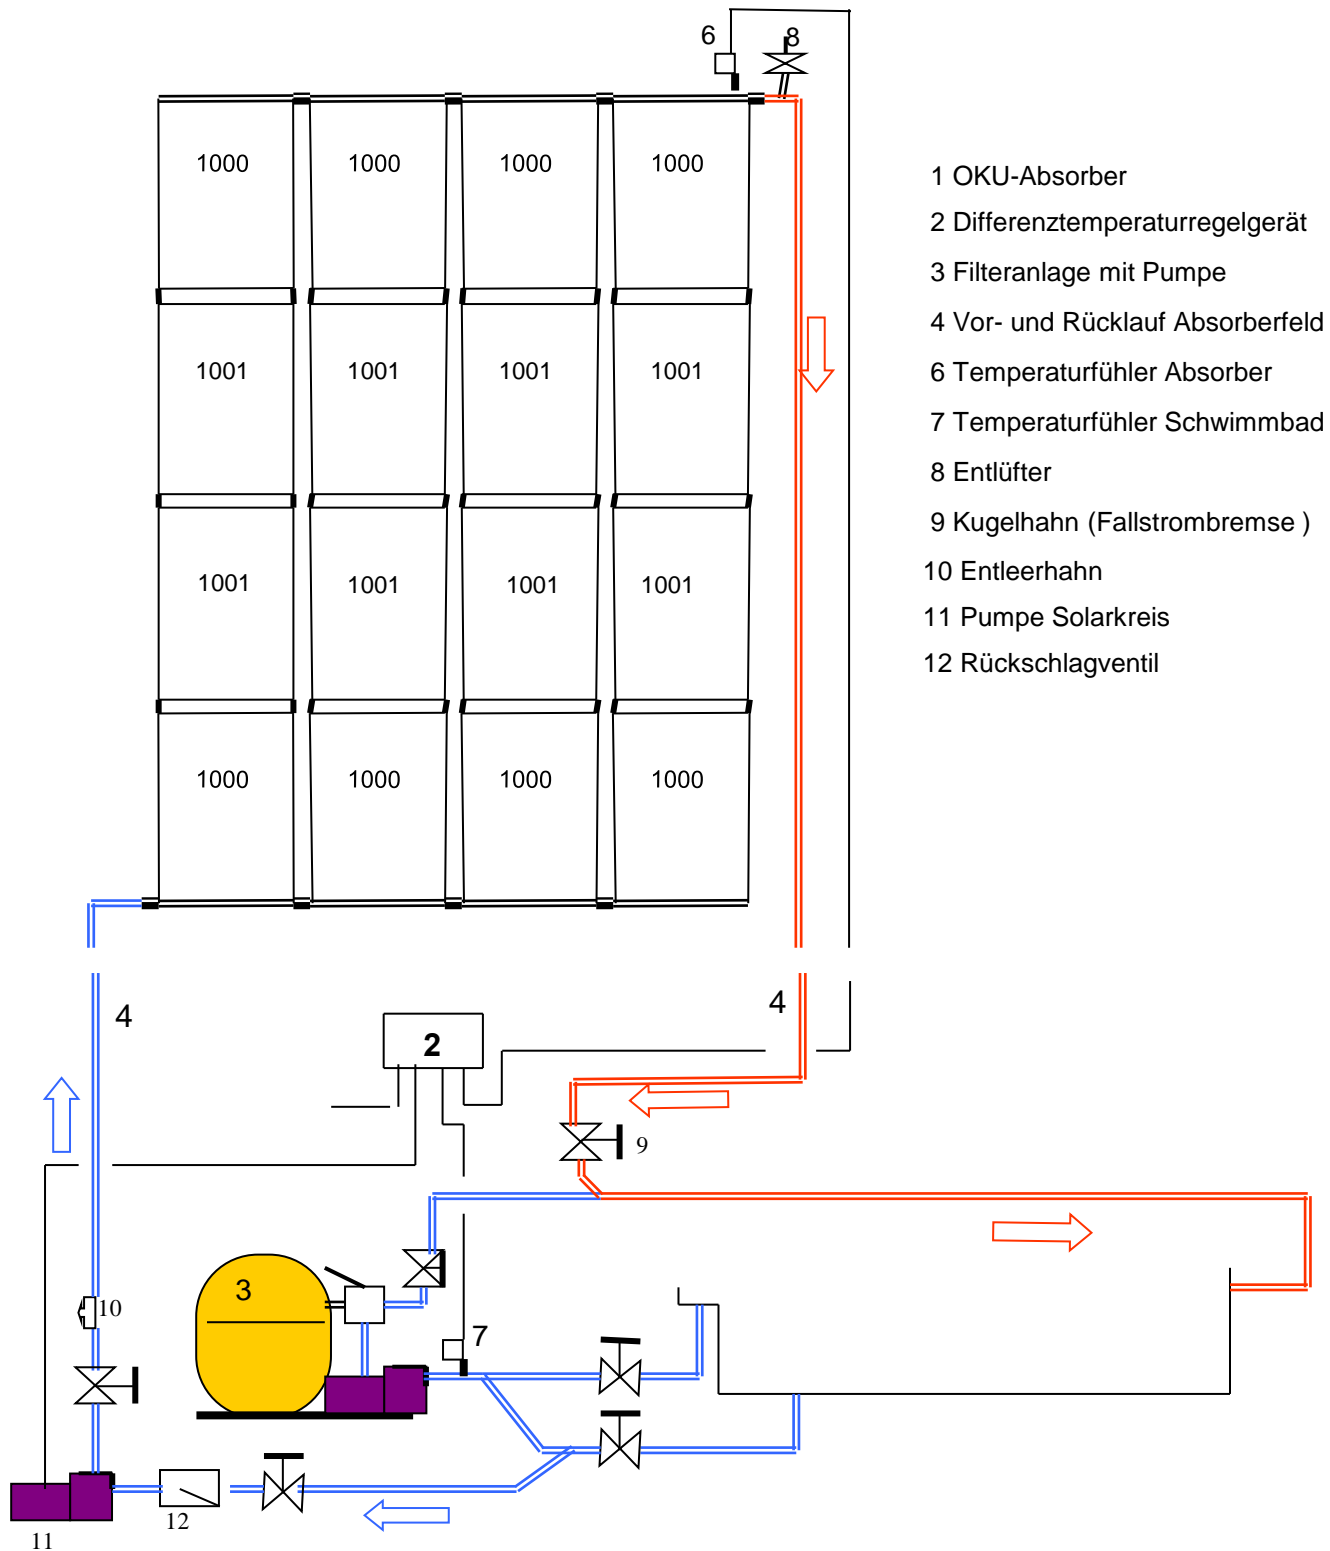 6
8
1000 1000 1000 1000
1001 1001 1001 1001
1001 1001 1001 1001
1000 1000 1000 1000
1 OKU-Absorber
2 Differenztemperaturregelgerät
3 Filteranlage mit Pumpe
4 Vor- und Rücklauf Absorberfeld
6 Temperaturfühler Absorber
7 Temperaturfühler Schwimmbad
8 Entlüfter
9 Kugelhahn (Fallstrombremse )
10 Entleerhahn
11 Pumpe Solarkreis
12 Rückschlagventil
4
2
4
9
3
10
7
12
11